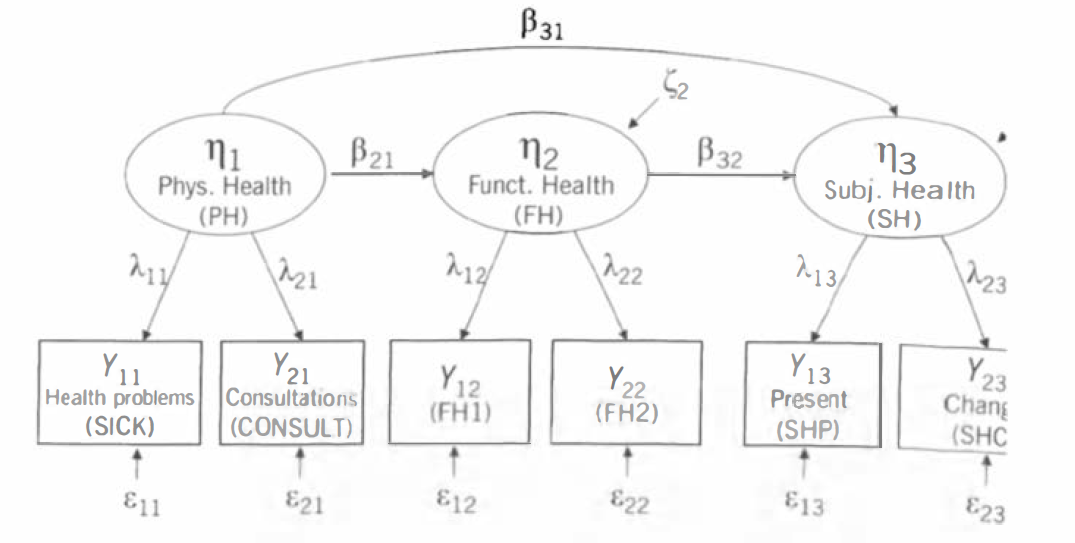 β31
ζ2
η1
Phys. Health
(PH)
β21
η2
Funct. Health
(FH)
β32
η3
Subj. Health
(SH)
λ11
λ21
λ12
λ22
λ13
λ23
Y11
Health problems
(SICK)
Y21
Consultations
(CONSULT)
Y12
(FH1)
Y22
(FH2)
Y13
Present
(SHP)
Y23
Chang
(SHC
ε11
ε21
ε12
ε22
ε13
ε23